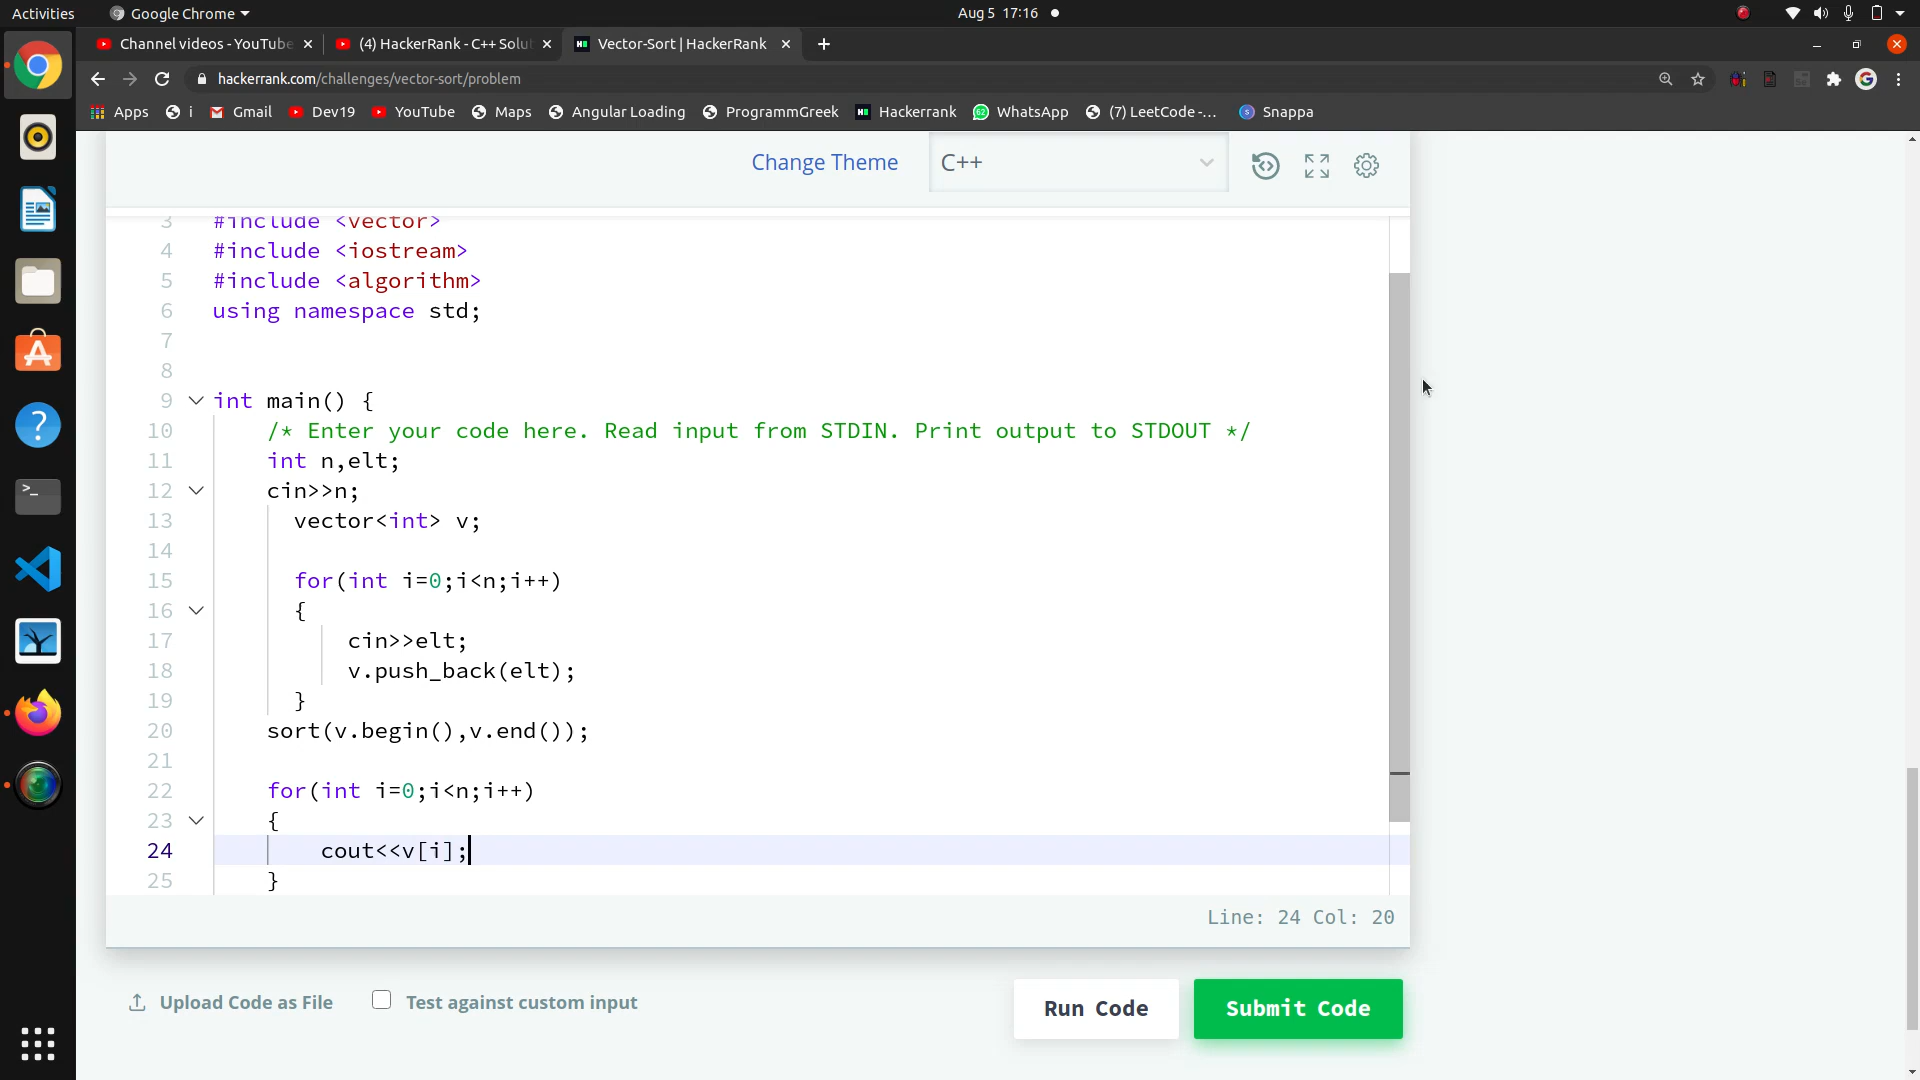 Activities Google Chrome Aug 5 17:16
Channel videos - YouTube (4) HackerRank - C++ Solu Vector-Sort | HackerRank
hackerrank.com/challenges/vector-sort/problem
Apps i Gmail Dev19 YouTube Maps Angular Loading ProgrammGreek Hackerrank WhatsApp (7) LeetCode -... Snappa
Change Theme C++
3 #include <vector>
4 #include <iostream>
5 #include <algorithm>
6 using namespace std;
7
8
9 int main() {
10 /* Enter your code here. Read input from STDIN. Print output to STDOUT */
11 int n,elt;
12 cin>>n;
13 vector<int> v;
14
15 for(int i=0;i<n;i++)
16 {
17 cin>>elt;
18 v.push_back(elt);
19 }
20 sort(v.begin(),v.end());
21
22 for(int i=0;i<n;i++)
23 {
24 cout<<v[i];
25 }
Line: 24 Col: 20
Upload Code as File Test against custom input Run Code Submit Code